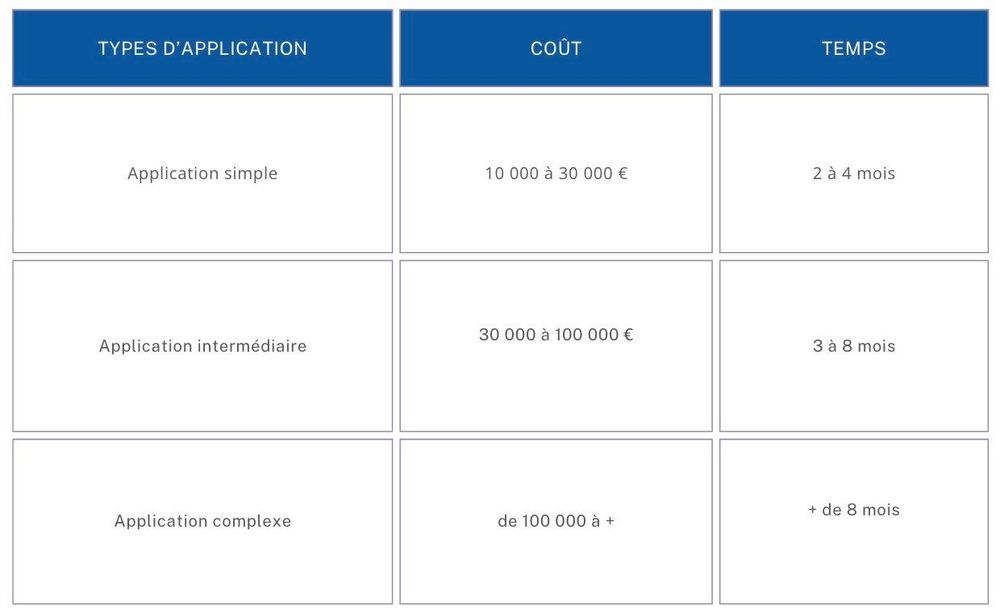 TYPES D’APPLICATION
COÛT
TEMPS
Application simple
10 000 à 30 000 €
2 à 4 mois
Application intermédiaire
30 000 à 100 000 €
3 à 8 mois
Application complexe
de 100 000 à +
+ de 8 mois